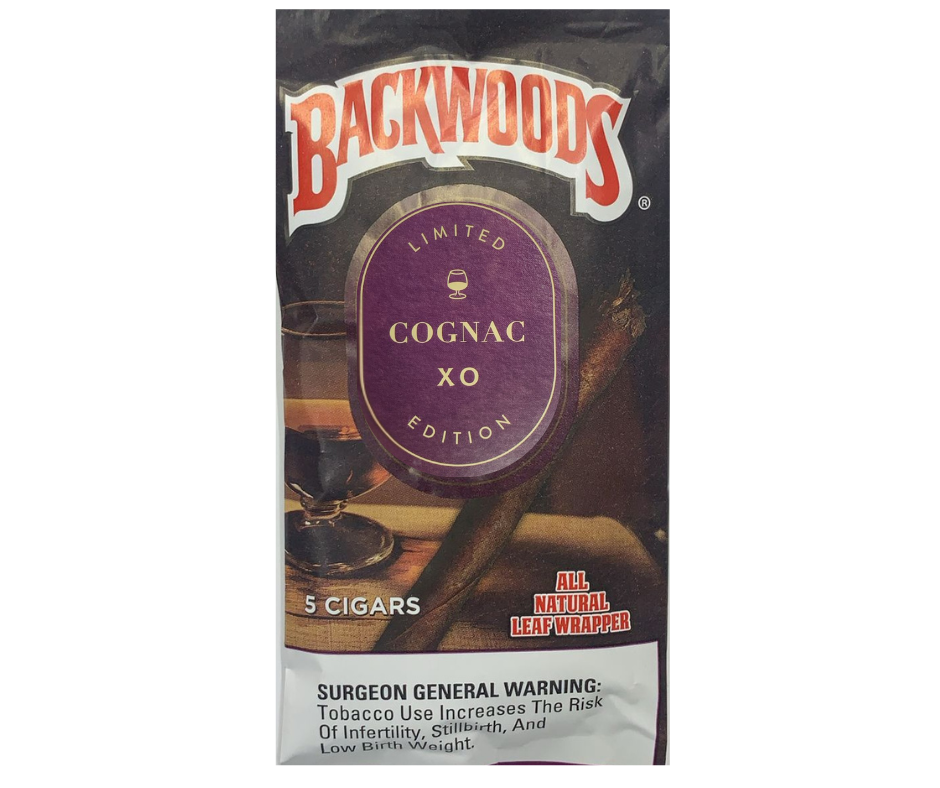 BACKWOODS
®
LIMITED
COGNAC
XO
EDITION
5 CIGARS
ALL
NATURAL
LEAF WRAPPER
SURGEON GENERAL WARNING:
Tobacco Use Increases The Risk
Of Infertility, Stillbirth, And
Low Birth Weight.